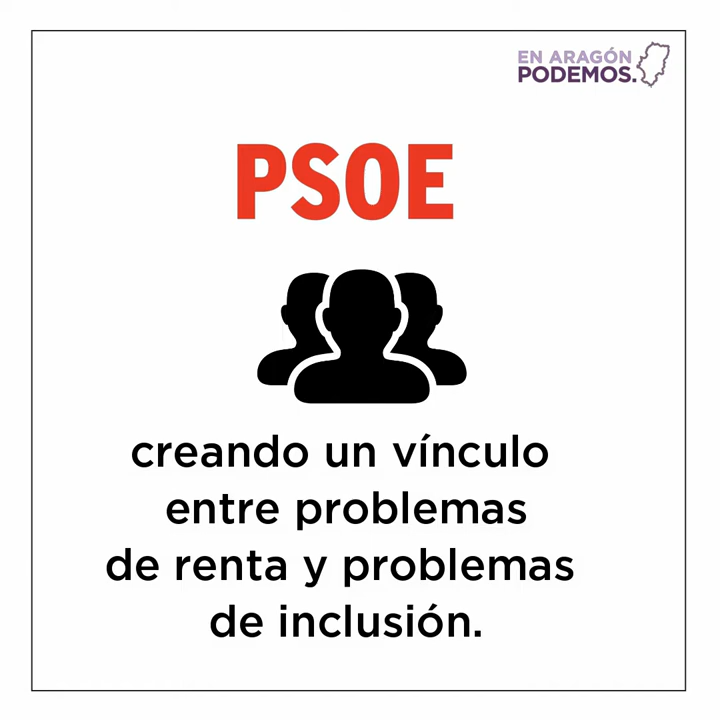 EN ARAGÓN
PODEMOS.
PSOE
creando un vínculo
entre problemas
de renta y problemas
de inclusión.